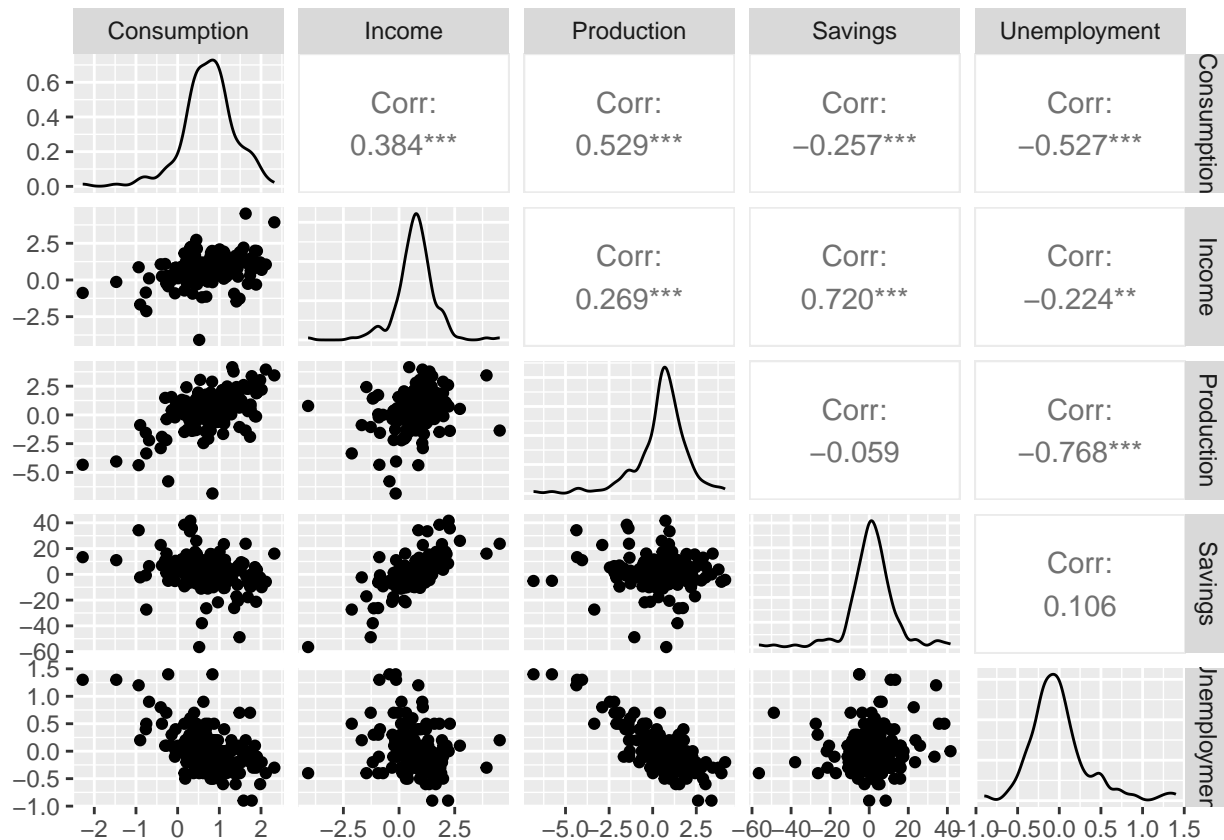 Consumption Income Production Savings Unemployment
Corr: Corr: Corr: Corr:
0.384*** 0.529*** −0.257*** −0.527***
Consumption
0.6
0.4
0.2
0.0
Corr: Corr: Corr:
0.269*** 0.720*** −0.224**
Income
2.5
0.0
−2.5
Corr: Corr:
−0.059 −0.768***
Production
2.5
0.0
−2.5
−5.0
Corr:
0.106
Savings
40
20
0
−20
−40
−60
Unemployment
1.5
1.0
0.5
0.0
−0.5
−1.0
−2 −1 0 1 2 −2.5 0.0 2.5 −5.0 −2.5 0.0 2.5 −60 −40 −20 0 20 40 −1.0 −0.5 0.0 0.5 1.0 1.5